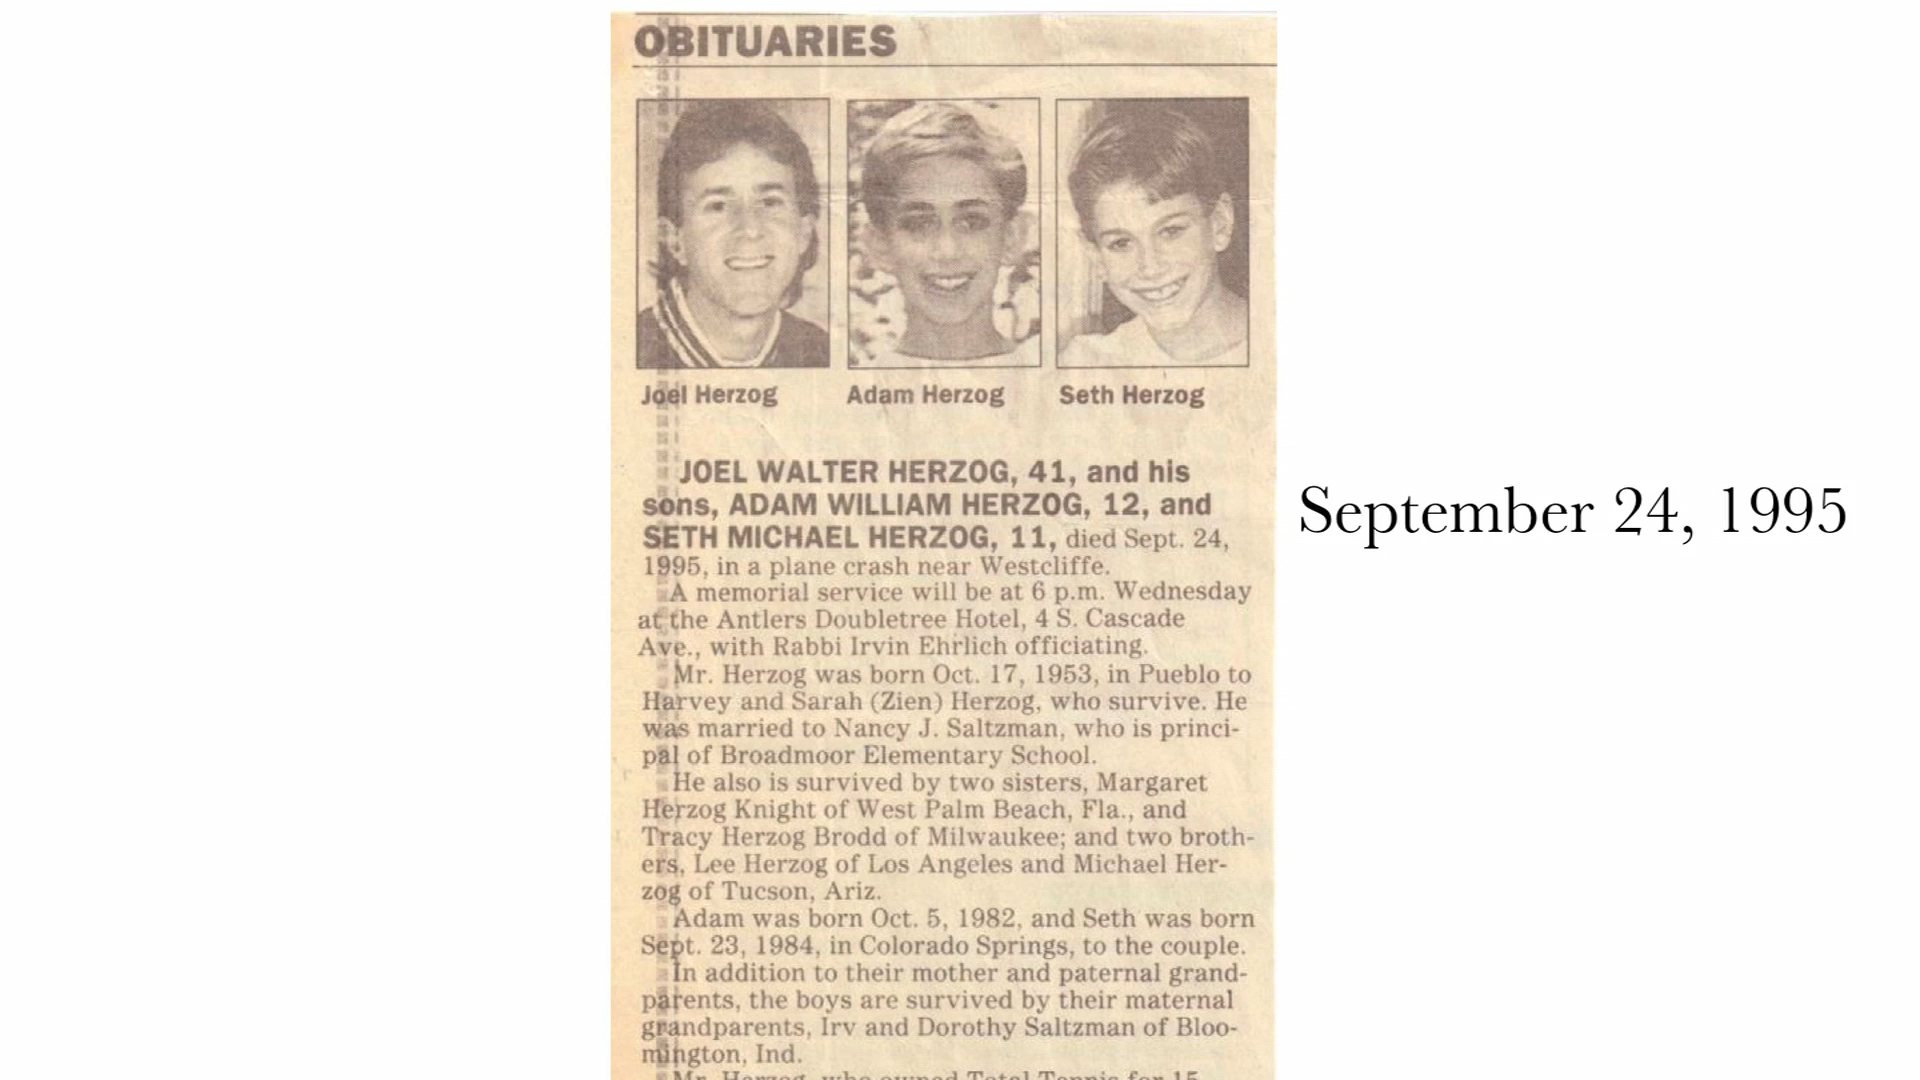 OBITUARIES
Joel Herzog
Adam Herzog
Seth Herzog
JOEL WALTER HERZOG, 41, and his
sons, ADAM WILLIAM HERZOG, 12, and
SETH MICHAEL HERZOG, 11, died Sept. 24,
1995, in a plane crash near Westcliffe.
A memorial service will be at 6 p.m. Wednesday
at the Antlers Doubletree Hotel, 4 S. Cascade
Ave., with Rabbi Irvin Ehrlich officiating.
Mr. Herzog was born Oct. 17, 1953, in Pueblo to
Harvey and Sarah (Zien) Herzog, who survive. He
was married to Nancy J. Saltzman, who is princi-
pal of Broadmoor Elementary School.
He also is survived by two sisters, Margaret
Herzog Knight of West Palm Beach, Fla., and
Tracy Herzog Brodd of Milwaukee; and two broth-
ers, Lee Herzog of Los Angeles and Michael Her-
zog of Tucson, Ariz.
Adam was born Oct. 5, 1982, and Seth was born
Sept. 23, 1984, in Colorado Springs, to the couple.
In addition to their mother and paternal grand-
parents, the boys are survived by their maternal
grandparents, Irv and Dorothy Saltzman of Bloo-
mington, Ind.
Mr. Herzog, who owned Total Tennis for 15
September 24, 1995